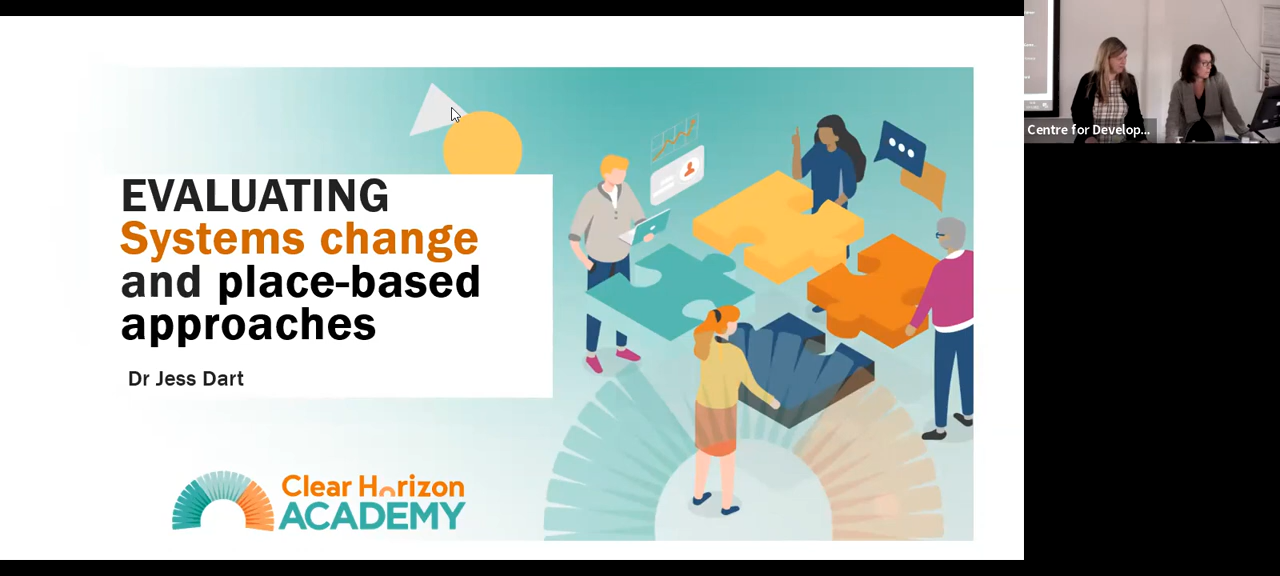 EVALUATING
Systems change
and place-based
approaches
Dr Jess Dart
Clear Horizon
ACADEMY
Centre for Develop...